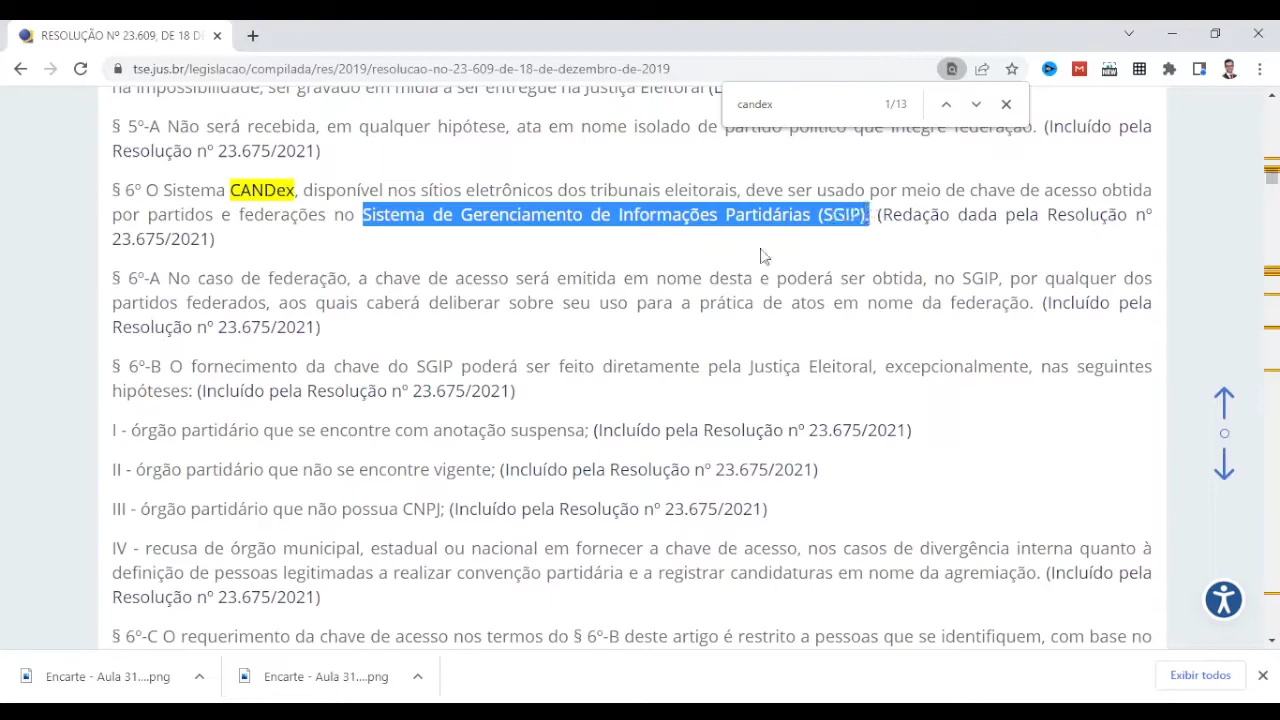 RESOLUÇÃO Nº 23.609, DE 18 D
tse.jus.br/legislacao/compilada/res/2019/resolucao-no-23-609-de-18-de-dezembro-de-2019
candex 1/13
na impossibilidade, ser gravado em mídia a ser entregue na Justiça Eleitoral
§ 5º-A Não será recebida, em qualquer hipótese, ata em nome isolado de partido político que integre federação. (Incluído pela
Resolução nº 23.675/2021)
§ 6º O Sistema CANDex, disponível nos sítios eletrônicos dos tribunais eleitorais, deve ser usado por meio de chave de acesso obtida
por partidos e federações no Sistema de Gerenciamento de Informações Partidárias (SGIP). (Redação dada pela Resolução nº
23.675/2021)
§ 6º-A No caso de federação, a chave de acesso será emitida em nome desta e poderá ser obtida, no SGIP, por qualquer dos
partidos federados, aos quais caberá deliberar sobre seu uso para a prática de atos em nome da federação. (Incluído pela
Resolução nº 23.675/2021)
§ 6º-B O fornecimento da chave do SGIP poderá ser feito diretamente pela Justiça Eleitoral, excepcionalmente, nas seguintes
hipóteses: (Incluído pela Resolução nº 23.675/2021)
I - órgão partidário que se encontre com anotação suspensa; (Incluído pela Resolução nº 23.675/2021)
II - órgão partidário que não se encontre vigente; (Incluído pela Resolução nº 23.675/2021)
III - órgão partidário que não possua CNPJ; (Incluído pela Resolução nº 23.675/2021)
IV - recusa de órgão municipal, estadual ou nacional em fornecer a chave de acesso, nos casos de divergência interna quanto à
definição de pessoas legitimadas a realizar convenção partidária e a registrar candidaturas em nome da agremiação. (Incluído pela
Resolução nº 23.675/2021)
§ 6º-C O requerimento da chave de acesso nos termos do § 6º-B deste artigo é restrito a pessoas que se identifiquem, com base no
Encarte - Aula 31....png
Encarte - Aula 31....png
Exibir todos